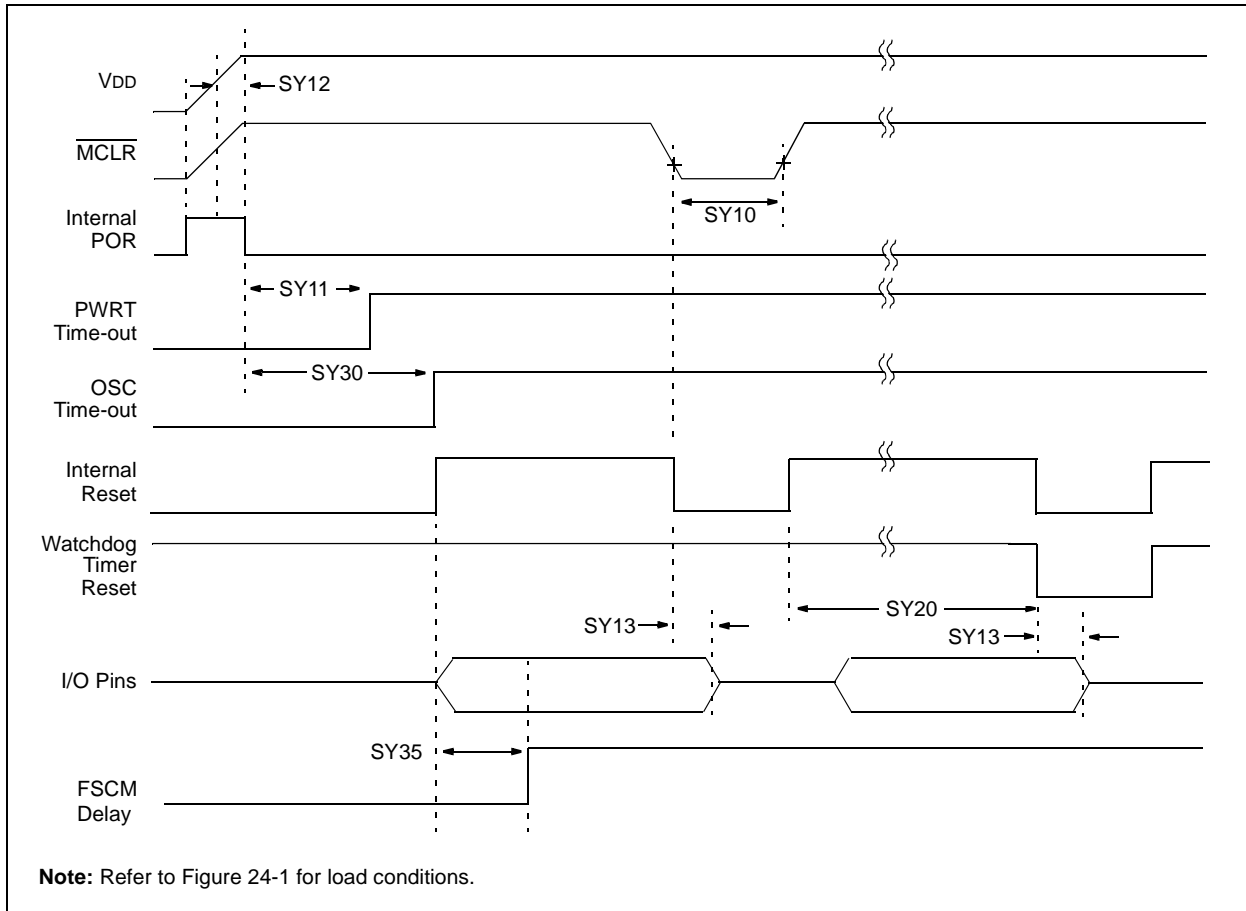 VDD
SY12
MCLR
SY10
Internal
POR
SY11
PWRT
Time-out
SY30
OSC
Time-out
Internal
Reset
Watchdog
Timer
Reset
SY20
SY13
SY13
I/O Pins
SY35
FSCM
Delay
Note: Refer to Figure 24-1 for load conditions.